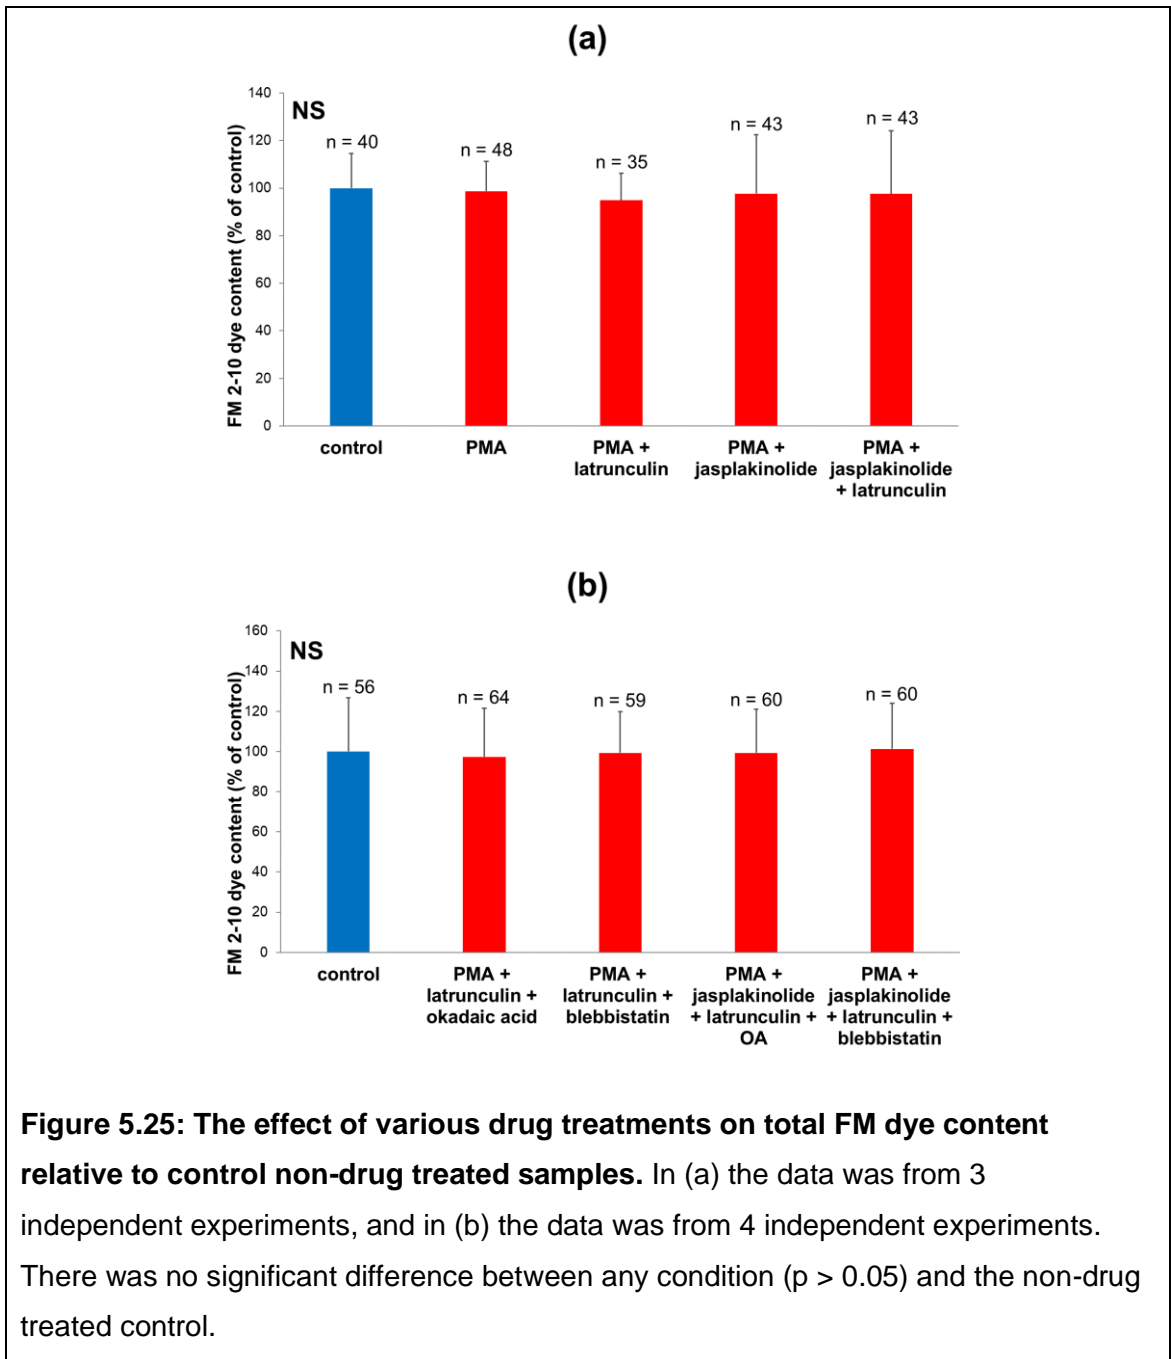 (a)
FM 2-10 dye content (% of control)
140
120
100
80
60
40
20
0
NS
n = 40
n = 48
n = 35
n = 43
n = 43
control
PMA
PMA +
latrunculin
PMA +
jasplakinolide
PMA +
jasplakinolide
+ latrunculin
(b)
FM 2-10 dye content (% of control)
160
140
120
100
80
60
40
20
0
NS
n = 56
n = 64
n = 59
n = 60
n = 60
control
PMA +
latrunculin +
okadaic acid
PMA +
latrunculin +
blebbistatin
PMA +
jasplakinolide
+ latrunculin +
OA
PMA +
jasplakinolide
+ latrunculin +
blebbistatin
Figure 5.25: The effect of various drug treatments on total FM dye content
relative to control non-drug treated samples. In (a) the data was from 3
independent experiments, and in (b) the data was from 4 independent experiments.
There was no significant difference between any condition (p > 0.05) and the non-drug
treated control.